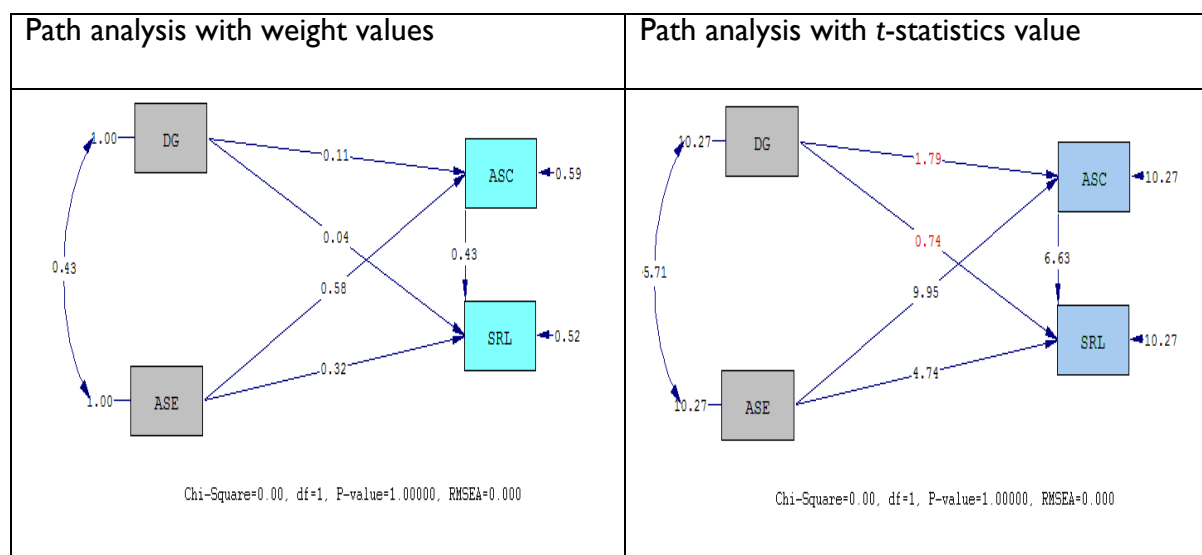 Path analysis with weight values
1.00
DG
0.11
ASC
0.59
0.04
0.43
0.43
0.58
SRL
0.52
0.32
1.00
ASE
Chi-Square=0.00, df=1, P-value=1.00000, RMSEA=0.000
Path analysis with t-statistics value
10.27
DG
1.79
ASC
10.27
0.74
5.71
6.63
9.95
SRL
10.27
4.74
10.27
ASE
Chi-Square=0.00, df=1, P-value=1.00000, RMSEA=0.000